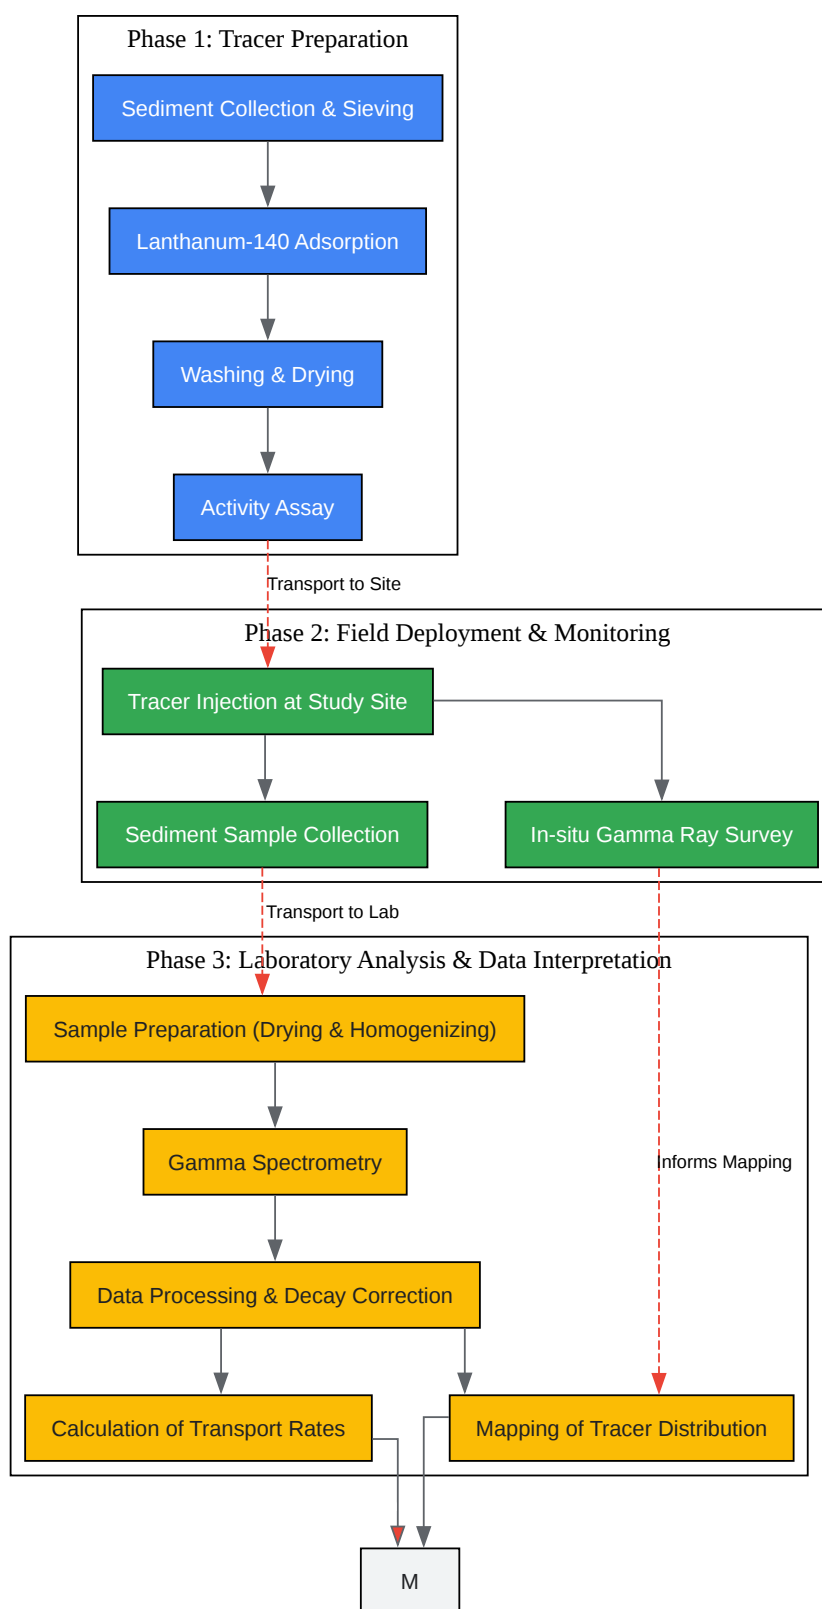 Phase 1: Tracer Preparation
Sediment Collection & Sieving
Lanthanum-140 Adsorption
Washing & Drying
Activity Assay
Transport to Site
Phase 2: Field Deployment & Monitoring
Tracer Injection at Study Site
Sediment Sample Collection
In-situ Gamma Ray Survey
Transport to Lab
Phase 3: Laboratory Analysis & Data Interpretation
Sample Preparation (Drying & Homogenizing)
Gamma Spectrometry
Informs Mapping
Data Processing & Decay Correction
Calculation of Transport Rates
Mapping of Tracer Distribution
M